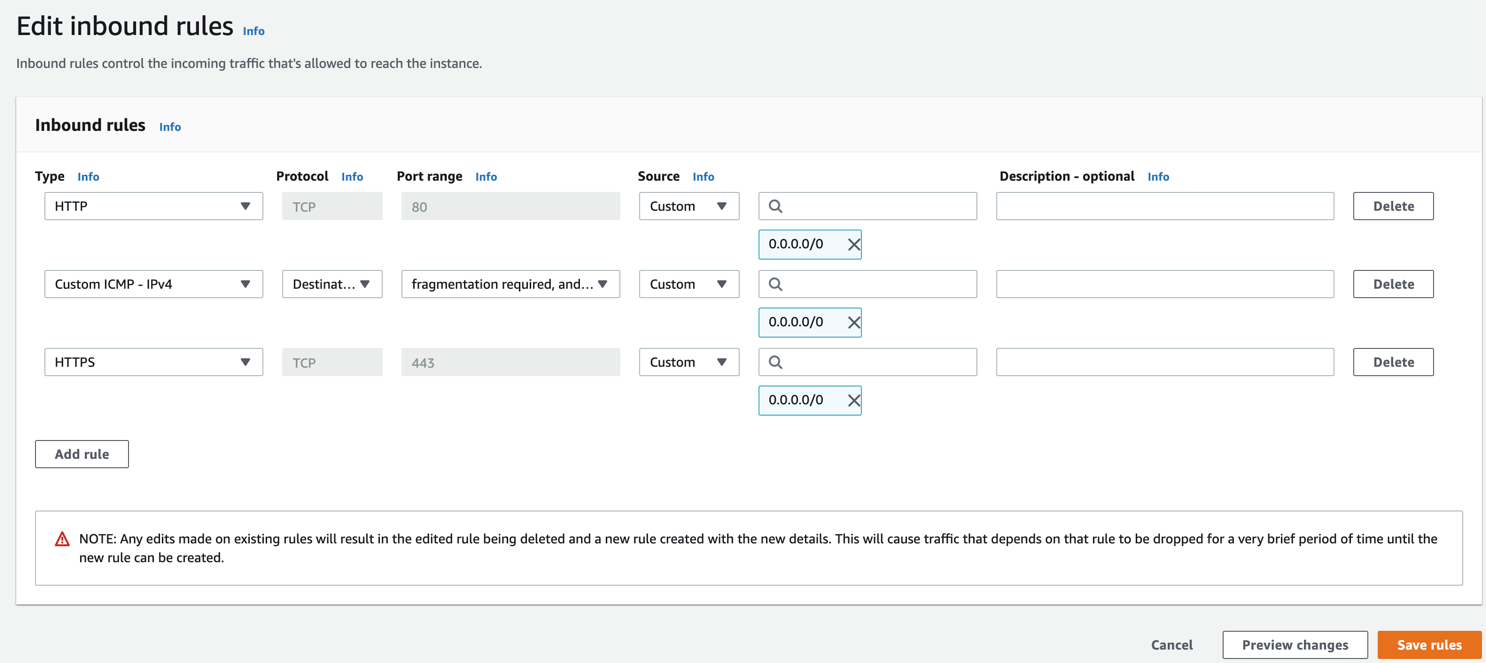 Edit inbound rules Info
Inbound rules control the incoming traffic that's allowed to reach the instance.
Inbound rules Info
Type Info Protocol Info Port range Info Source Info Description - optional Info
HTTP TCP 80 Custom Delete
0.0.0.0/0
Custom ICMP - IPv4 Destinat... fragmentation required, and... Custom Delete
0.0.0.0/0
HTTPS TCP 443 Custom Delete
0.0.0.0/0
Add rule
NOTE: Any edits made on existing rules will result in the edited rule being deleted and a new rule created with the new details. This will cause traffic that depends on that rule to be dropped for a very brief period of time until the
new rule can be created.
Cancel Preview changes Save rules